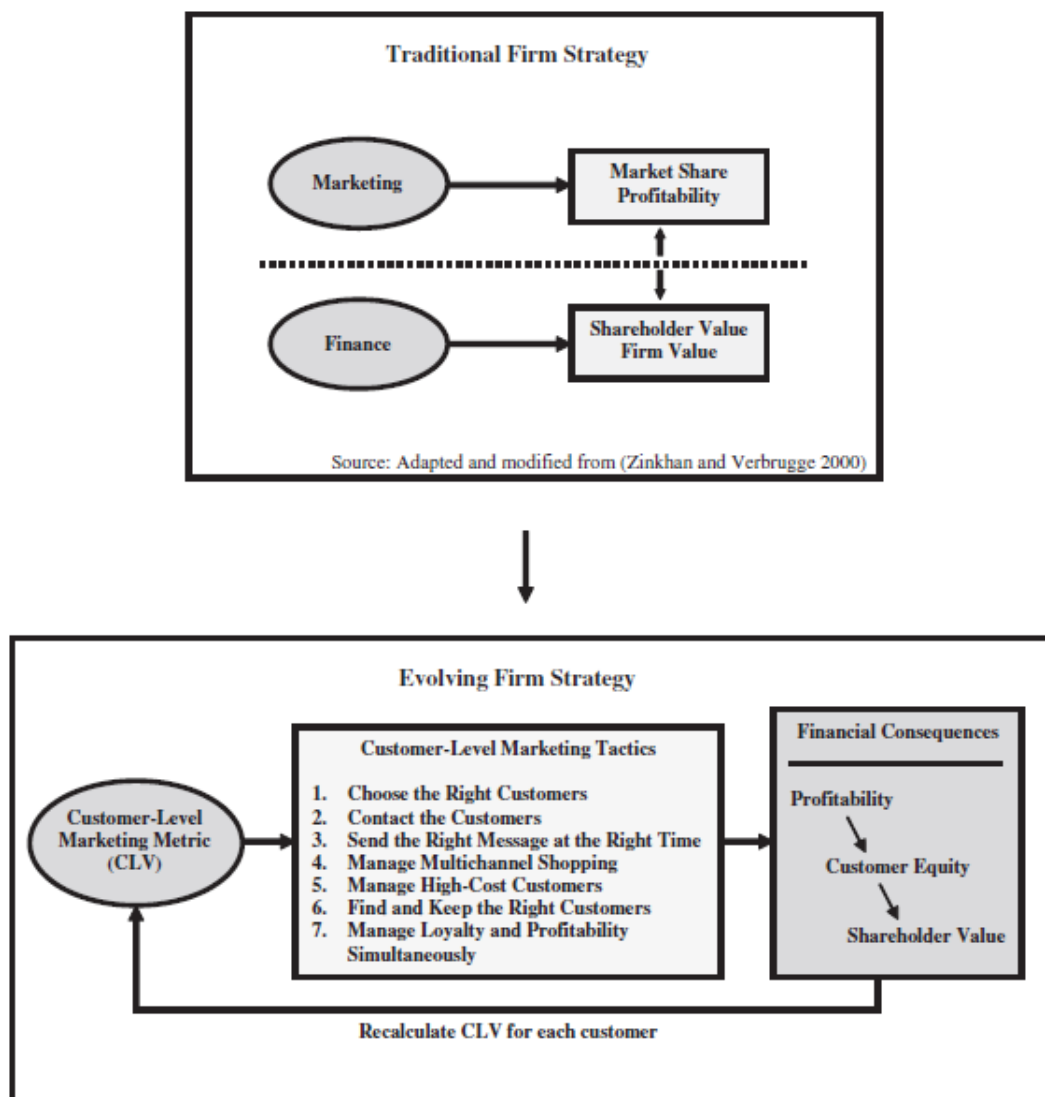 Traditional Firm Strategy
Marketing
Market Share
Profitability
Finance
Shareholder Value
Firm Value
Source: Adapted and modified from (Zinkhan and Verbrugge 2000)
Evolving Firm Strategy
Customer-Level
Marketing Metric
(CLV)
Customer-Level Marketing Tactics
1. Choose the Right Customers
2. Contact the Customers
3. Send the Right Message at the Right Time
4. Manage Multichannel Shopping
5. Manage High-Cost Customers
6. Find and Keep the Right Customers
7. Manage Loyalty and Profitability
Simultaneously
Financial Consequences
Profitability
Customer Equity
Shareholder Value
Recalculate CLV for each customer